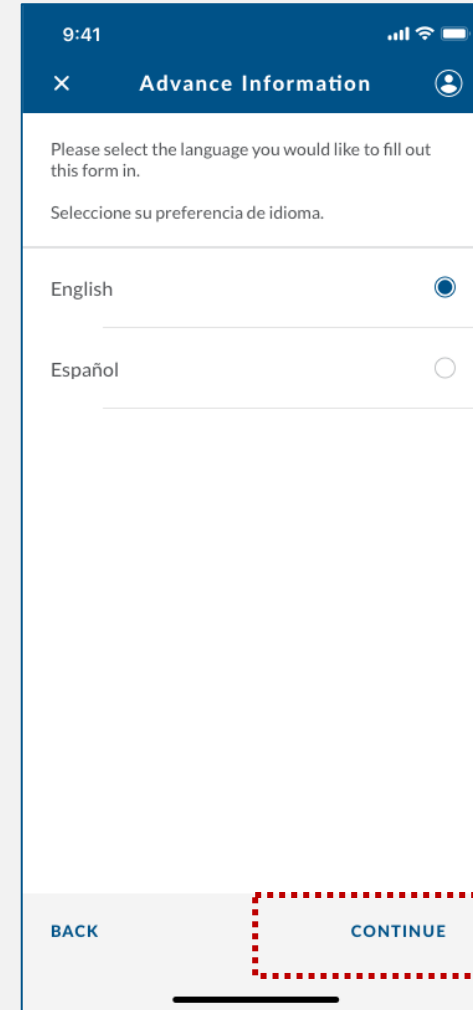 9:41
Advance Information
Please select the language you would like to fill out
this form in.
Seleccione su preferencia de idioma.
English
Español
BACK
CONTINUE